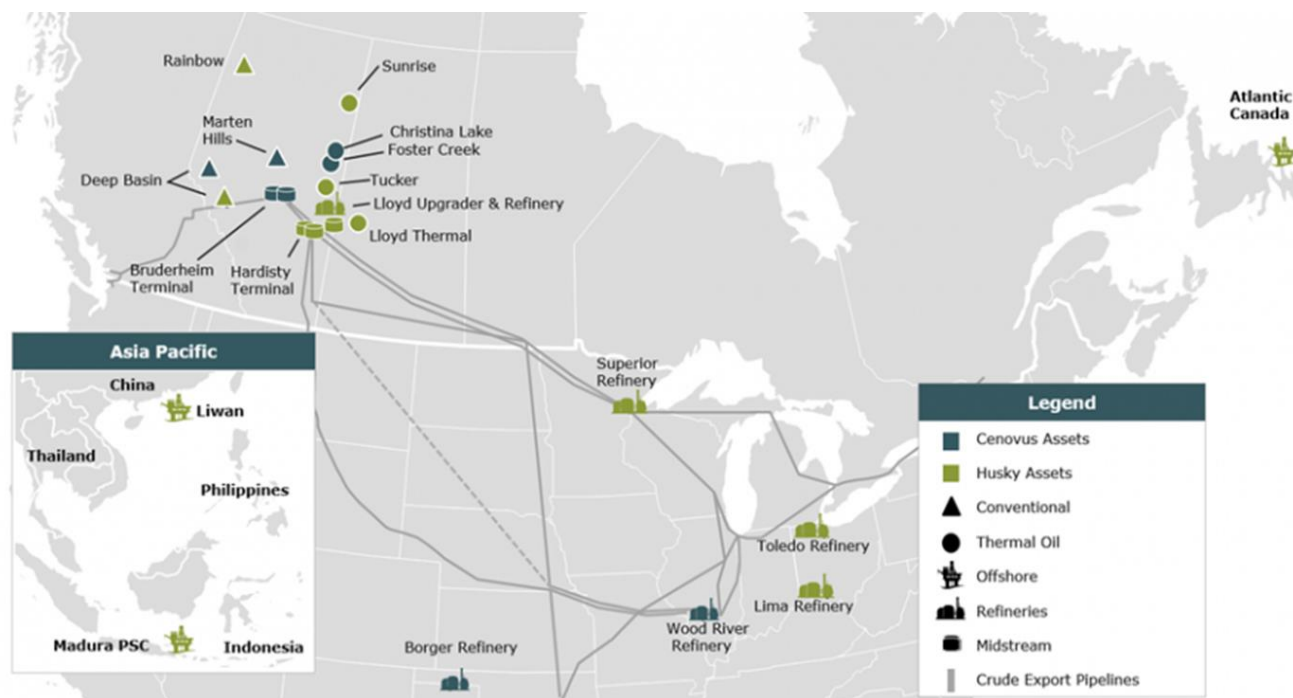 Rainbow
Sunrise
Atlantic
Canada
Marten
Hills
Christina Lake
Foster Creek
Deep Basin
Tucker
Lloyd Upgrader & Refinery
Lloyd Thermal
Bruderheim
Terminal
Hardisty
Terminal
Asia Pacific
China
Liwan
Thailand
Philippines
Madura PSC
Indonesia
Superior
Refinery
Toledo Refinery
Lima Refinery
Wood River
Refinery
Borger Refinery
Legend
Cenovus Assets
Husky Assets
Conventional
Thermal Oil
Offshore
Refineries
Midstream
Crude Export Pipelines